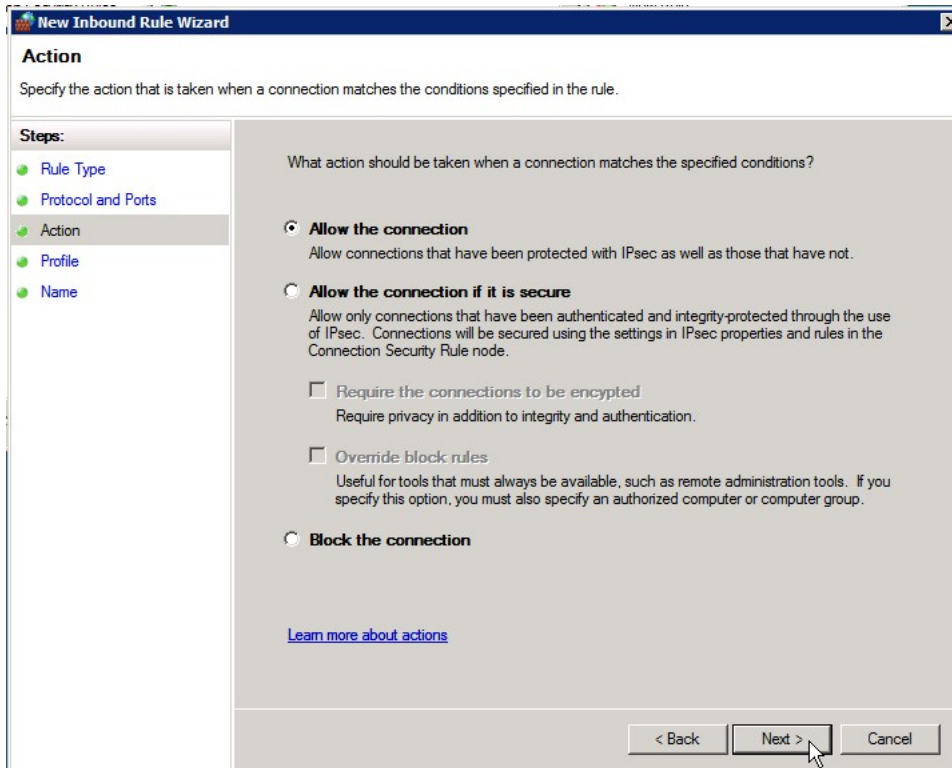 New Inbound Rule Wizard
Action
Specify the action that is taken when a connection matches the conditions specified in the rule.
Steps:
Rule Type
Protocol and Ports
Action
Profile
Name
What action should be taken when a connection matches the specified conditions?
Allow the connection
Allow connections that have been protected with IPsec as well as those that have not.
Allow the connection if it is secure
Allow only connections that have been authenticated and integrity-protected through the use
of IPsec. Connections will be secured using the settings in IPsec properties and rules in the
Connection Security Rule node.
Require the connections to be encrypted
Require privacy in addition to integrity and authentication.
Override block rules
Useful for tools that must always be available, such as remote administration tools. If you
specify this option, you must also specify an authorized computer or computer group.
Block the connection
Learn more about actions
< Back
Next >
Cancel